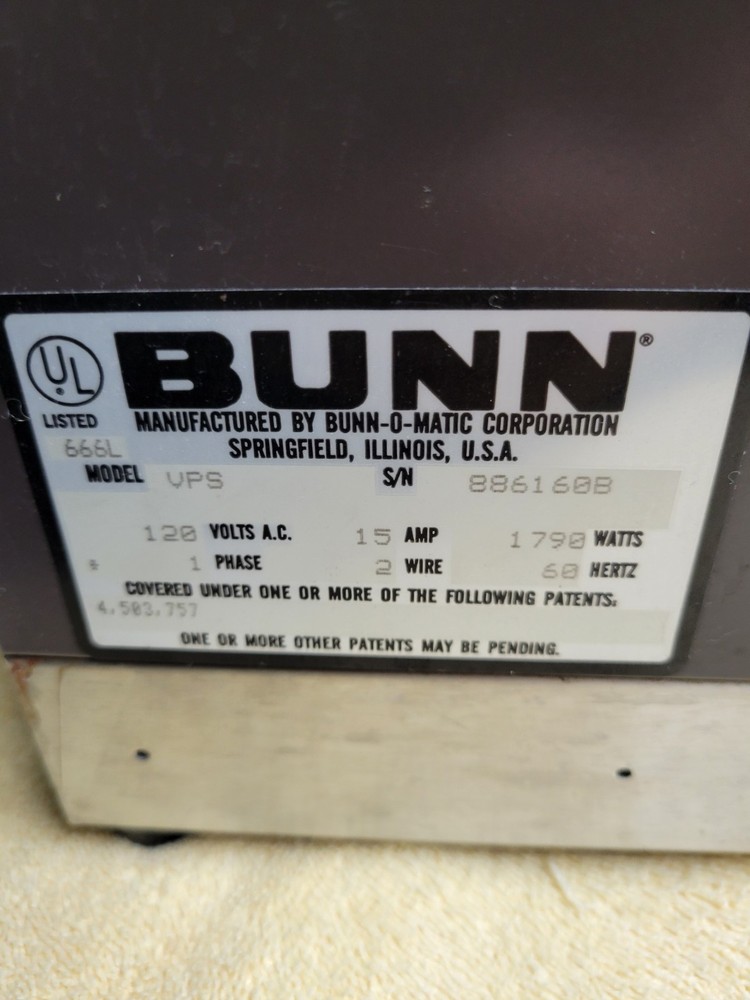 UL
LISTED
666L
BUNN®
MANUFACTURED BY BUNN-O-MATIC CORPORATION
SPRINGFIELD, ILLINOIS, U.S.A.
MODEL VPS S/N 886160B
120 VOLTS A.C. 15 AMP 1790 WATTS
* 1 PHASE 2 WIRE 60 HERTZ
COVERED UNDER ONE OR MORE OF THE FOLLOWING PATENTS:
4,503,757
ONE OR MORE OTHER PATENTS MAY BE PENDING.